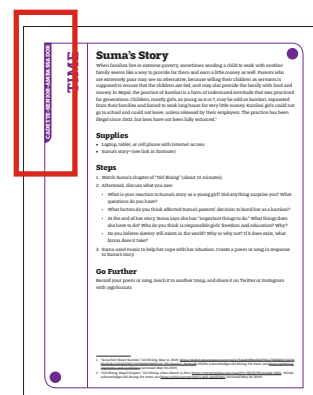 CADETTE•SENIOR•AMBASSADOR
TIME
Suma's Story
When families live in extreme poverty, sometimes sending a child to work with another
family seems like a way to provide for them and earn a little money as well. Parents who
are extremely poor may see no alternative, because selling their children as servants is
supposed to ensure that the children are fed, and may also provide the family with food and
money. In Nepal, the practice of kamlari is a form of indentured servitude that was practiced
for generations. Children, mostly girls, as young as 6 or 7, may be sold as kamlari, separated
from their families and forced to work long hours for very little money. Kamlari girls could not
go to school and could not leave, unless released by their employers. The practice has been
illegal since 2002, but laws have not been fully enforced.
Supplies
• Laptop, tablet, or cell phone with Internet access
• Suma's story (see link in footnote)
Steps
1. Watch Suma's chapter of "Girl Rising" (about 12 minutes).
2. Afterward, discuss what you saw:
• What is your reaction to Suma's story as a young girl? Did anything surprise you? What
questions do you have?
• What factors do you think affected Suma's parents' decision to bond her as a kamlari?
• At the end of her story, Suma says she has "important things to do." What things does
she have to do? Who do you think is responsible girls' freedom and education? Why?
• Do you believe slavery still exists in the world? Why or why not? If it does exist, what
forms does it take?
3. Suma used music to help her cope with her situation. Create a poem or song in response
to Suma's story.
Go Further
Record your poem or song, teach it to another troop, and share it on Twitter or Instagram
with @girlscouts.